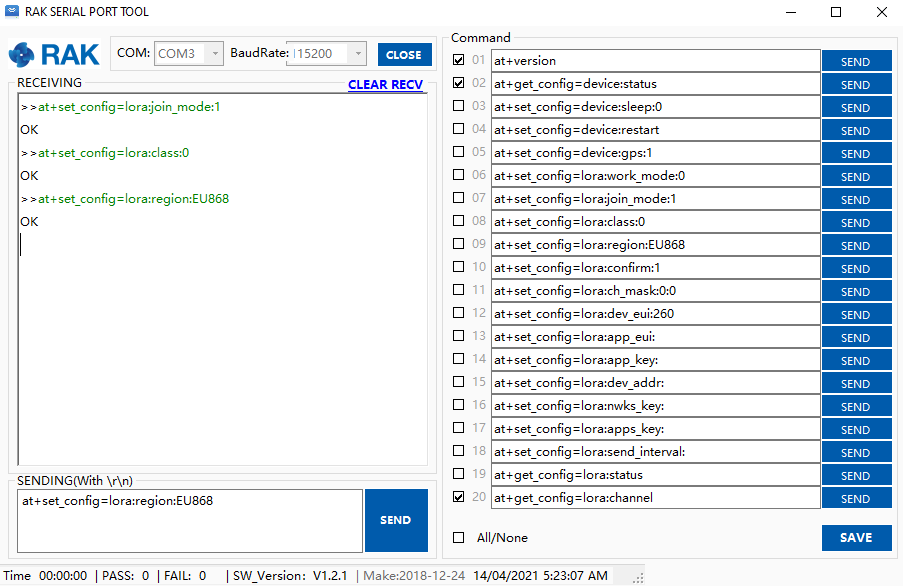 RAK SERIAL PORT TOOL
RAK COM: COM3 BaudRate: 115200 CLOSE
RECEIVING CLEAR RECV
>>at+set_config=lora:join_mode:1
OK
>>at+set_config=lora:class:0
OK
>>at+set_config=lora:region:EU868
OK
SENDING(With \r\n)
at+set_config=lora:region:EU868
SEND
Command
01 at+version SEND
02 at+get_config=device:status SEND
03 at+set_config=device:sleep:0 SEND
04 at+set_config=device:restart SEND
05 at+set_config=device:gps:1 SEND
06 at+set_config=lora:work_mode:0 SEND
07 at+set_config=lora:join_mode:1 SEND
08 at+set_config=lora:class:0 SEND
09 at+set_config=lora:region:EU868 SEND
10 at+set_config=lora:confirm:1 SEND
11 at+set_config=lora:ch_mask:0:0 SEND
12 at+set_config=lora:dev_eui:260 SEND
13 at+set_config=lora:app_eui: SEND
14 at+set_config=lora:app_key: SEND
15 at+set_config=lora:dev_addr: SEND
16 at+set_config=lora:nwks_key: SEND
17 at+set_config=lora:apps_key: SEND
18 at+set_config=lora:send_interval: SEND
19 at+get_config=lora:status SEND
20 at+get_config=lora:channel SEND
All/None SAVE
Time 00:00:00 | PASS: 0 | FAIL: 0 | SW_Version: V1.2.1 | Make:2018-12-24 14/04/2021 5:23:07 AM